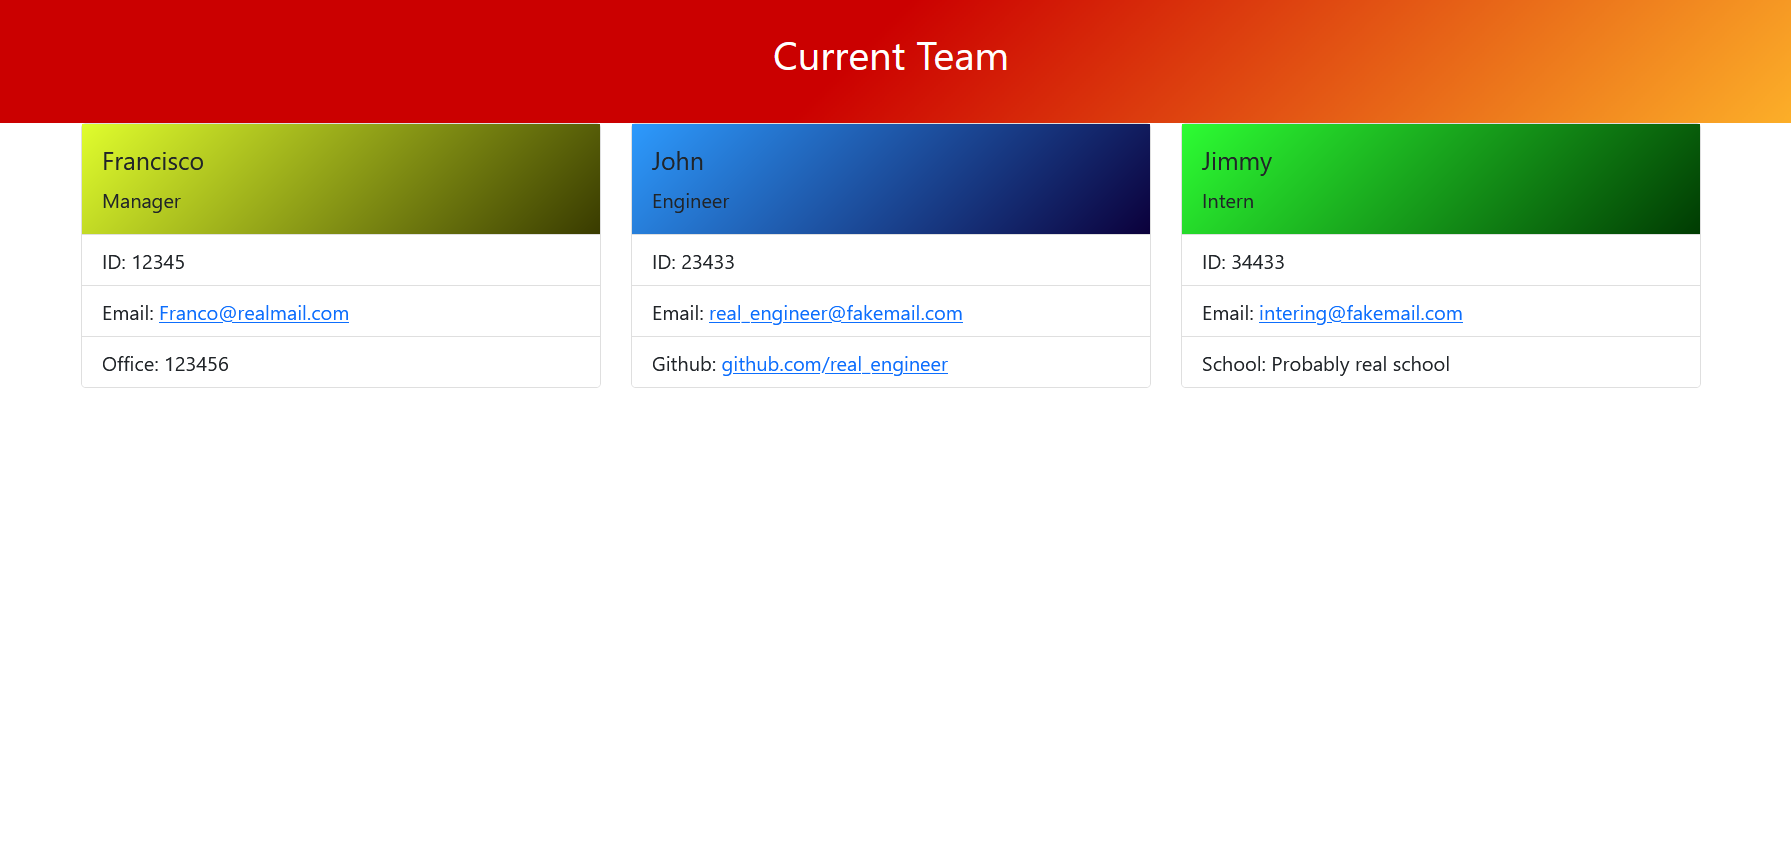 Current Team
Francisco
Manager
ID: 12345
Email: Franco@realmail.com
Office: 123456
John
Engineer
ID: 23433
Email: real_engineer@fakemail.com
Github: github.com/real_engineer
Jimmy
Intern
ID: 34433
Email: intering@fakemail.com
School: Probably real school